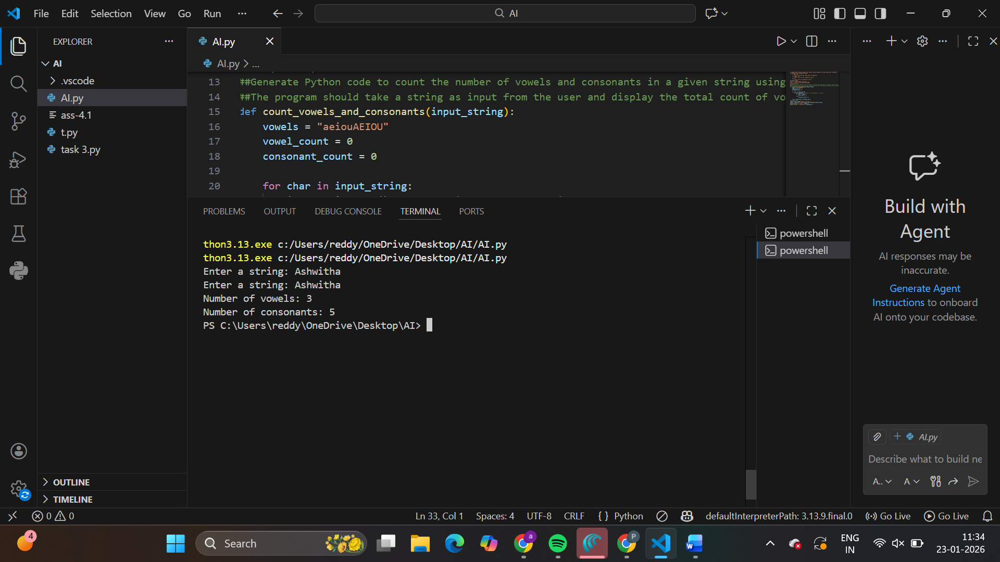 File Edit Selection View Go Run ...
AI
EXPLORER
AI
.vscode
AI.py
ass-4.1
t.py
task 3.py
OUTLINE
TIMELINE
AI.py
AI.py > ...
13 ##Generate Python code to count the number of vowels and consonants in a given string using
14 ##The program should take a string as input from the user and display the total count of vo
15 def count_vowels_and_consonants(input_string):
16 vowels = "aeiouAEIOU"
17 vowel_count = 0
18 consonant_count = 0
19
20 for char in input_string:
PROBLEMS OUTPUT DEBUG CONSOLE TERMINAL PORTS
thon3.13.exe c:/Users/reddy/OneDrive/Desktop/AI/AI.py
thon3.13.exe c:/Users/reddy/OneDrive/Desktop/AI/AI.py
Enter a string: Ashwitha
Enter a string: Ashwitha
Number of vowels: 3
Number of consonants: 5
PS C:\Users\reddy\OneDrive\Desktop\AI>
powershell
powershell
Build with
Agent
AI responses may be
inaccurate.
Generate Agent
Instructions to onboard
AI onto your codebase.
AI.py
Describe what to build ne
A.. A
0 0
Ln 33, Col 1 Spaces: 4 UTF-8 CRLF { } Python defaultInterpreterPath: 3.13.9.final.0 Go Live Go Live
4
Search
a
P
W
ENG
IN
11:34
23-01-2026